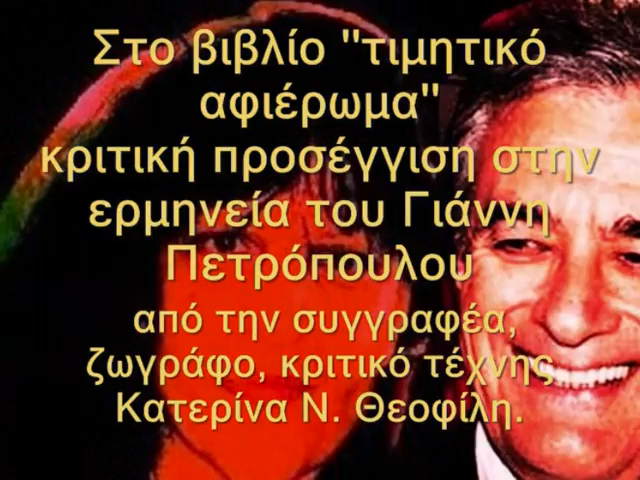 Στο βιβλίο "τιμητικό
αφιέρωμα"
κριτική προσέγγιση στην
ερμηνεία του Γιάννη
Πετρόπουλου
από την συγγραφέα,
ζωγράφο, κριτικό τέχνης
Κατερίνα Ν. Θεοφίλη.